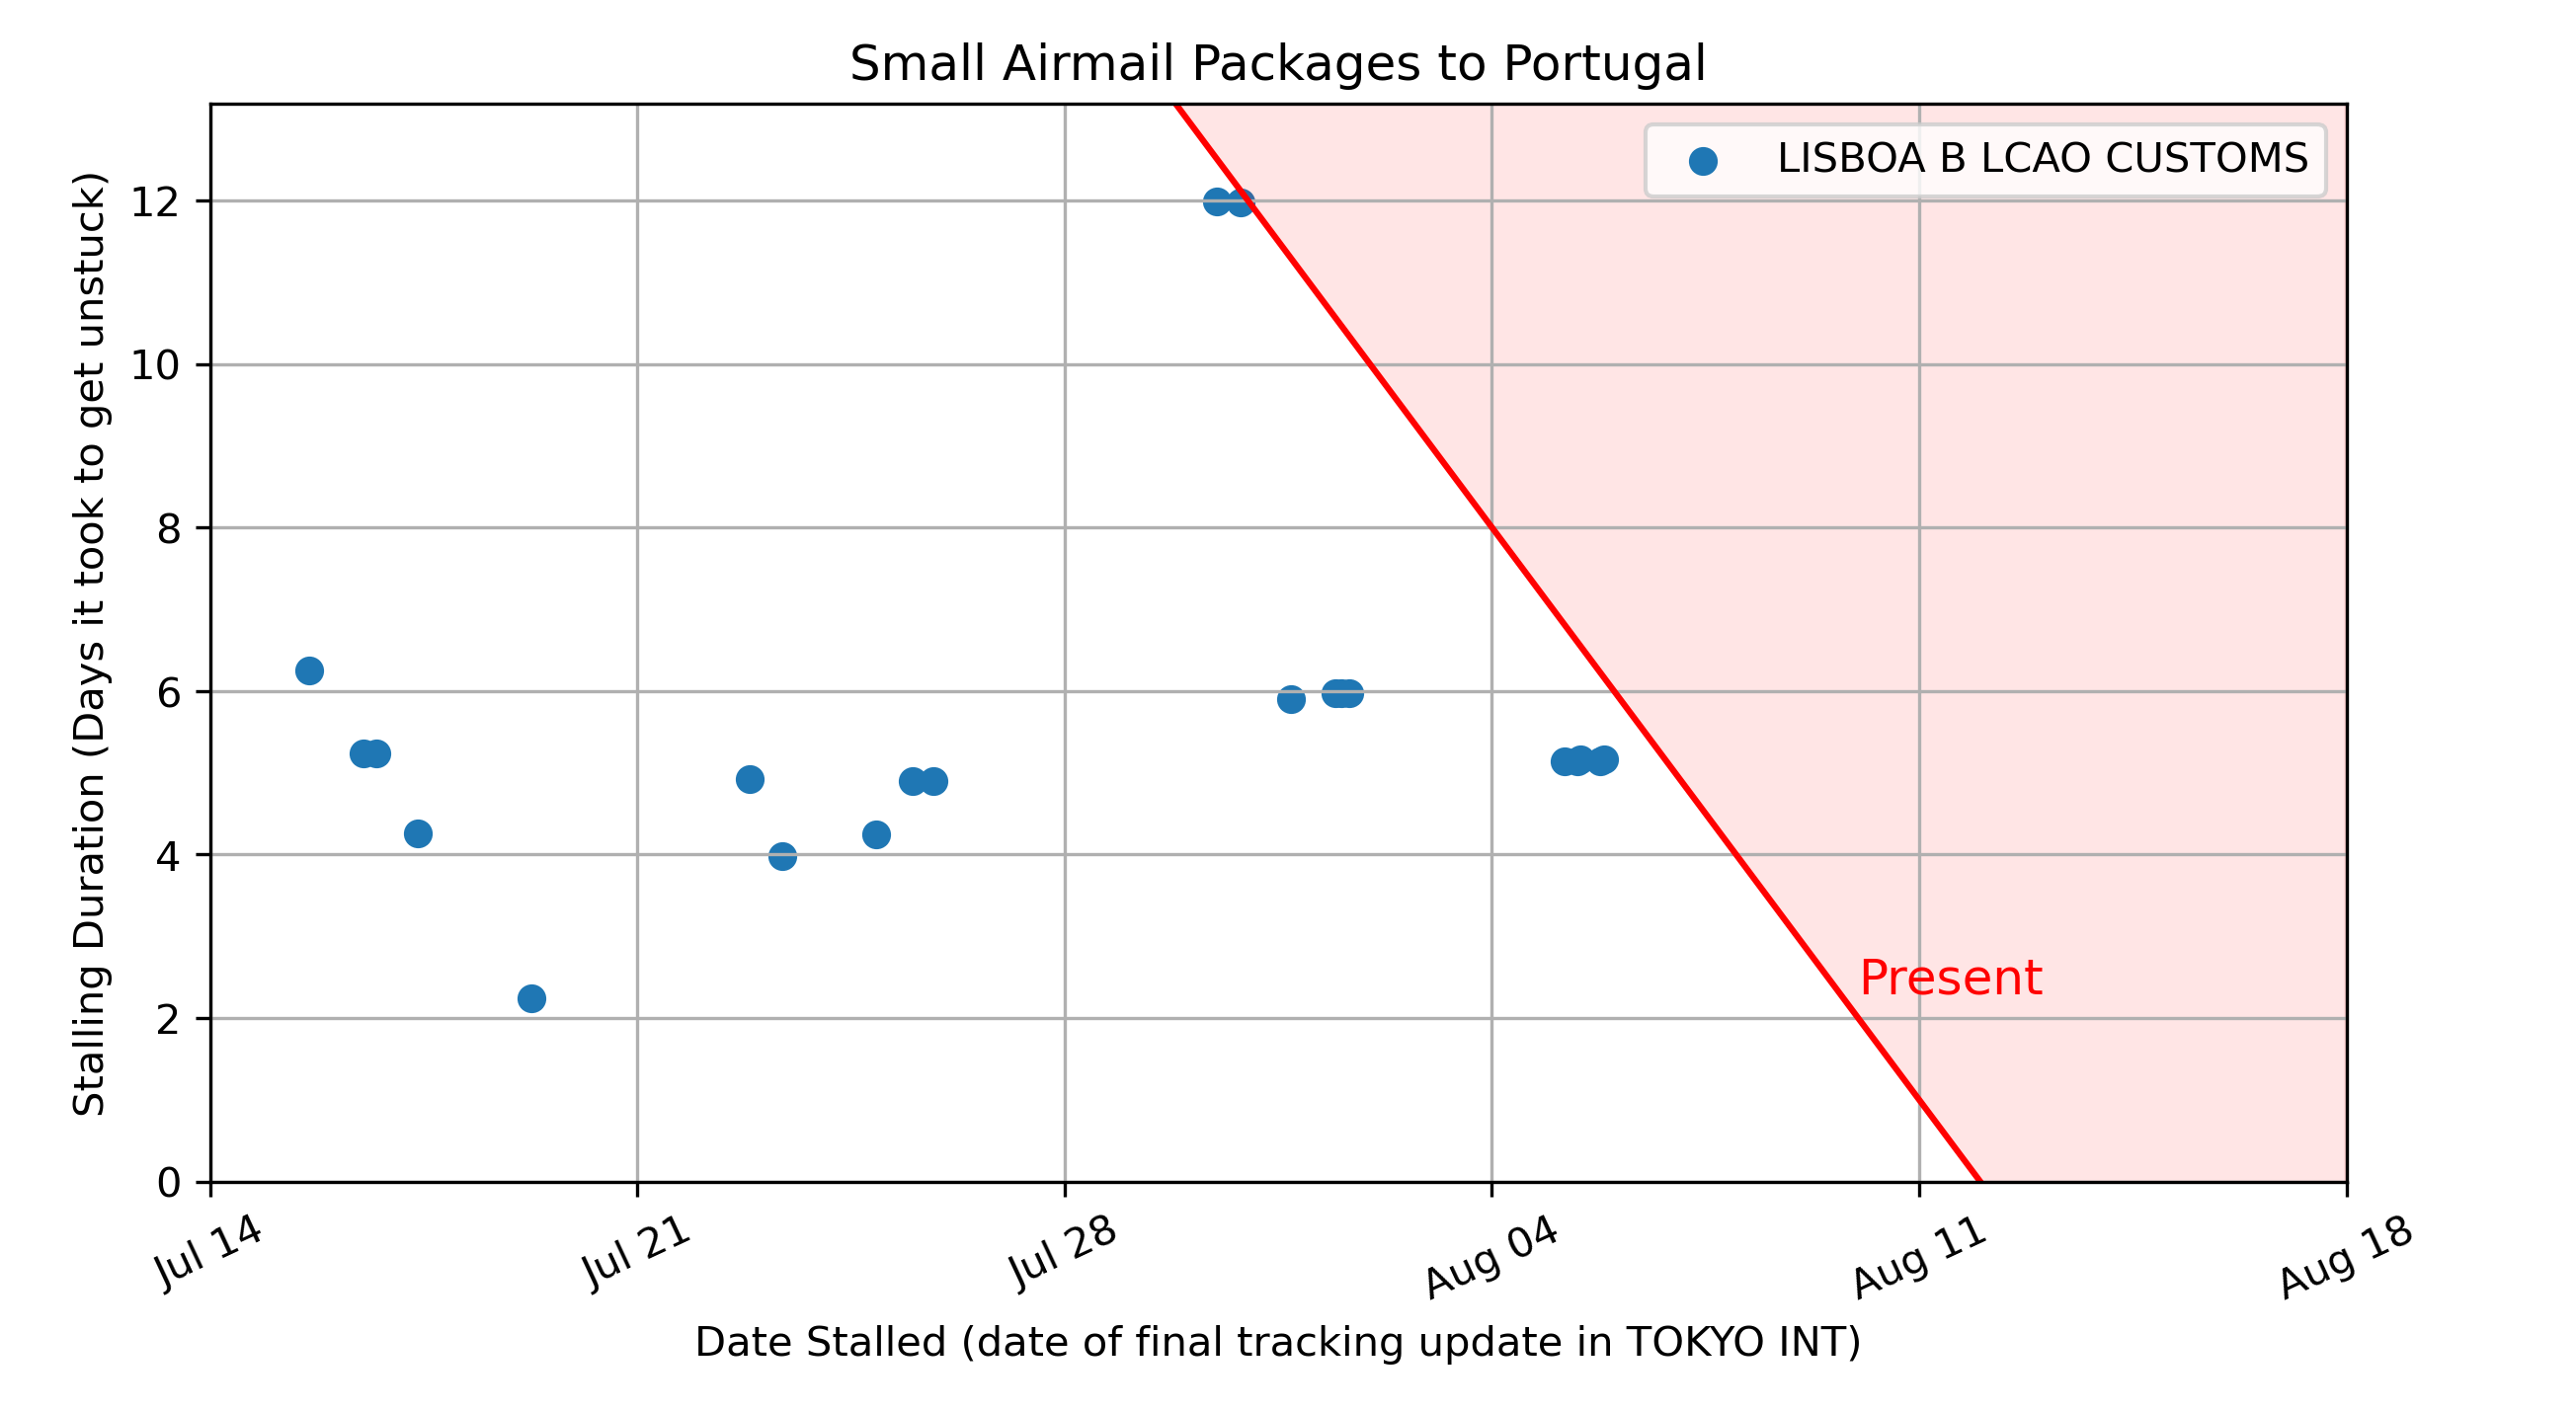 Small Airmail Packages to Portugal
LISBOA B LCAO CUSTOMS
Stalling Duration (Days it took to get unstuck)
12
10
8
6
4
2
0
Present
Jul 14
Jul 21
Jul 28
Aug 04
Aug 11
Aug 18
Date Stalled (date of final tracking update in TOKYO INT)